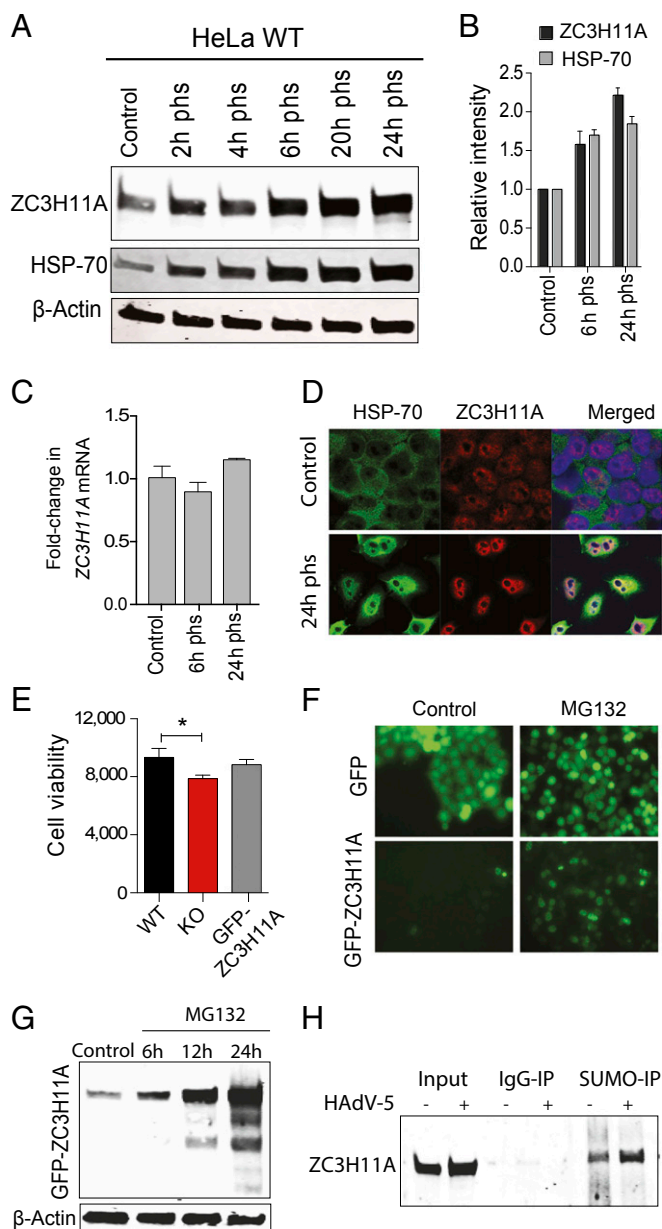 A
HeLa WT
Control
2h phs
4h phs
6h phs
20h phs
24h phs
ZC3H11A
HSP-70
β-Actin
B
ZC3H11A
HSP-70
Relative intensity
2.5
2.0
1.5
1.0
0.5
0.0
Control
6h phs
24h phs
C
Fold-change in
ZC3H11A mRNA
1.5
1.0
0.5
0.0
Control
6h phs
24h phs
D
HSP-70 ZC3H11A Merged
Control
24h phs
E
Cell viability
12,000
8,000
4,000
0
*
WT
KO
GFP-
ZC3H11A
F
Control MG132
GFP
GFP-ZC3H11A
G
MG132
Control 6h 12h 24h
GFP-ZC3H11A
β-Actin
H
Input IgG-IP SUMO-IP
HAdV-5 - + - + - +
ZC3H11A